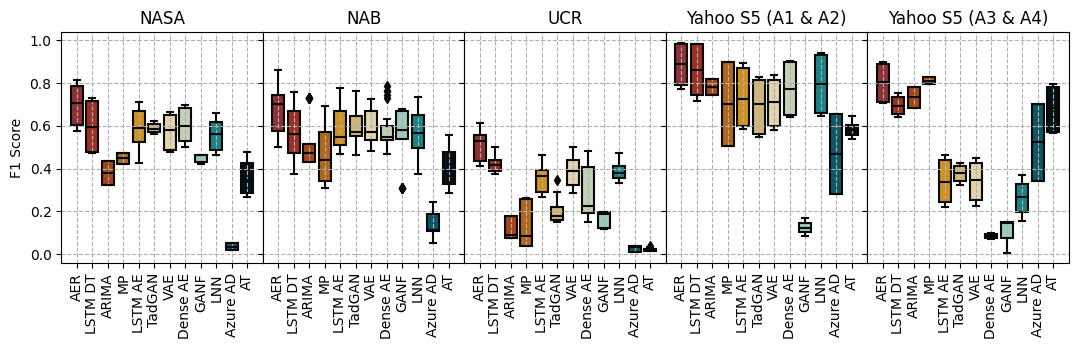 NASA NAB UCR Yahoo S5 (A1 & A2) Yahoo S5 (A3 & A4)
F1 Score
1.0
0.8
0.6
0.4
0.2
0.0
AER LSTM DT ARIMA MP LSTM AE TadGAN VAE Dense AE GANF LNN Azure AD AT
AER LSTM DT ARIMA MP LSTM AE TadGAN VAE Dense AE GANF LNN Azure AD AT
AER LSTM DT ARIMA MP LSTM AE TadGAN VAE Dense AE GANF LNN Azure AD AT
AER LSTM DT ARIMA MP LSTM AE TadGAN VAE Dense AE GANF LNN Azure AD AT
AER LSTM DT ARIMA MP LSTM AE TadGAN VAE Dense AE GANF LNN Azure AD AT